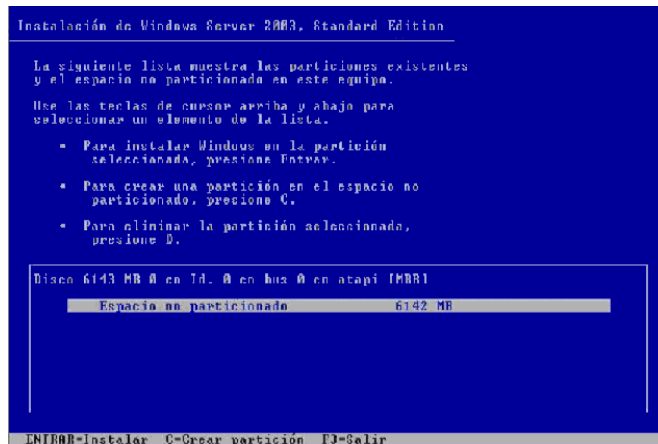 Instalación de Windows Server 2003, Standard Edition
La siguiente lista muestra las particiones existentes
y el espacio no particionado en este equipo.
Use las teclas de cursor arriba y abajo para
seleccionar un elemento de la lista.
• Para instalar Windows en la partición
seleccionada, presione Entrar.
• Para crear una partición en el espacio no
particionado, presione C.
• Para eliminar la partición seleccionada,
presione D.
Disco 6143 MB 0 en Id. 0 en bus 0 en atapi [MBR]
Espacio no particionado 6142 MB
ENTRAR=Instalar C=Crear partición F3=Salir